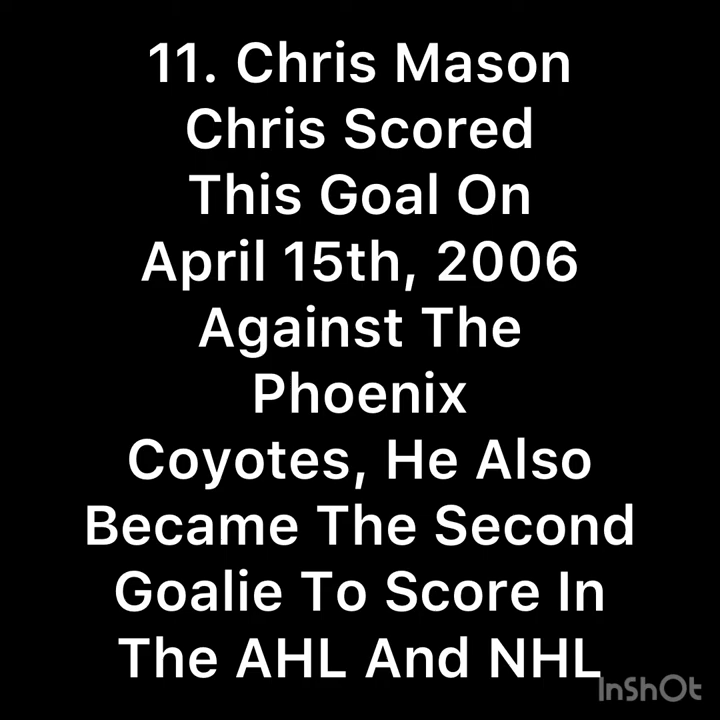 11. Chris Mason
Chris Scored
This Goal On
April 15th, 2006
Against The
Phoenix
Coyotes, He Also
Became The Second
Goalie To Score In
The AHL And NHL
InShOt